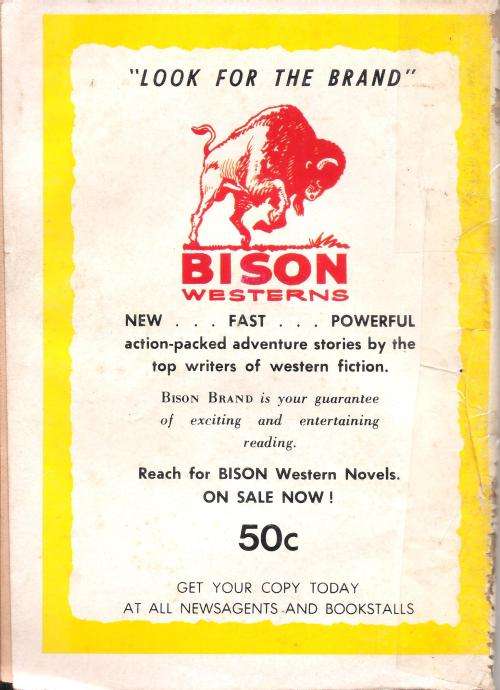 "LOOK FOR THE BRAND"
BISON
WESTERNS
NEW . . . FAST . . . POWERFUL
action-packed adventure stories by the
top writers of western fiction.
BISON BRAND is your guarantee
of exciting and entertaining
reading.
Reach for BISON Western Novels.
ON SALE NOW !
50c
GET YOUR COPY TODAY
AT ALL NEWSAGENTS AND BOOKSTALLS